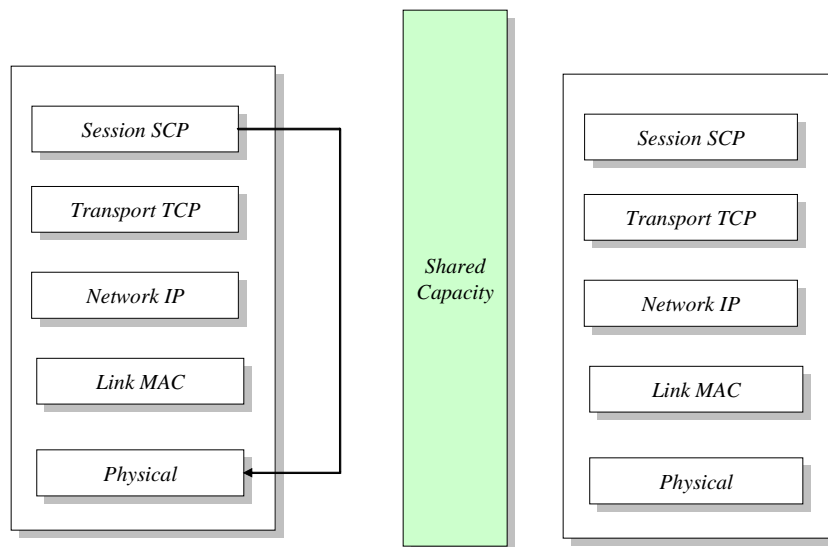 Session SCP
Transport TCP
Network IP
Link MAC
Physical
Shared
Capacity
Session SCP
Transport TCP
Network IP
Link MAC
Physical